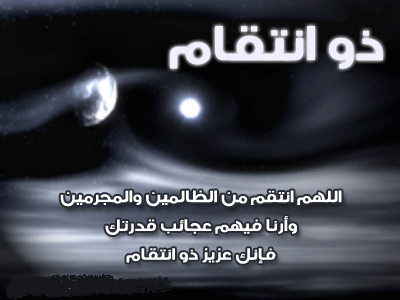 ذو انتقام
اللهم انتقم من الظالمين والمجرمين
وأرنا فيهم عجائب قدرتك
فإنك عزيز ذو انتقام